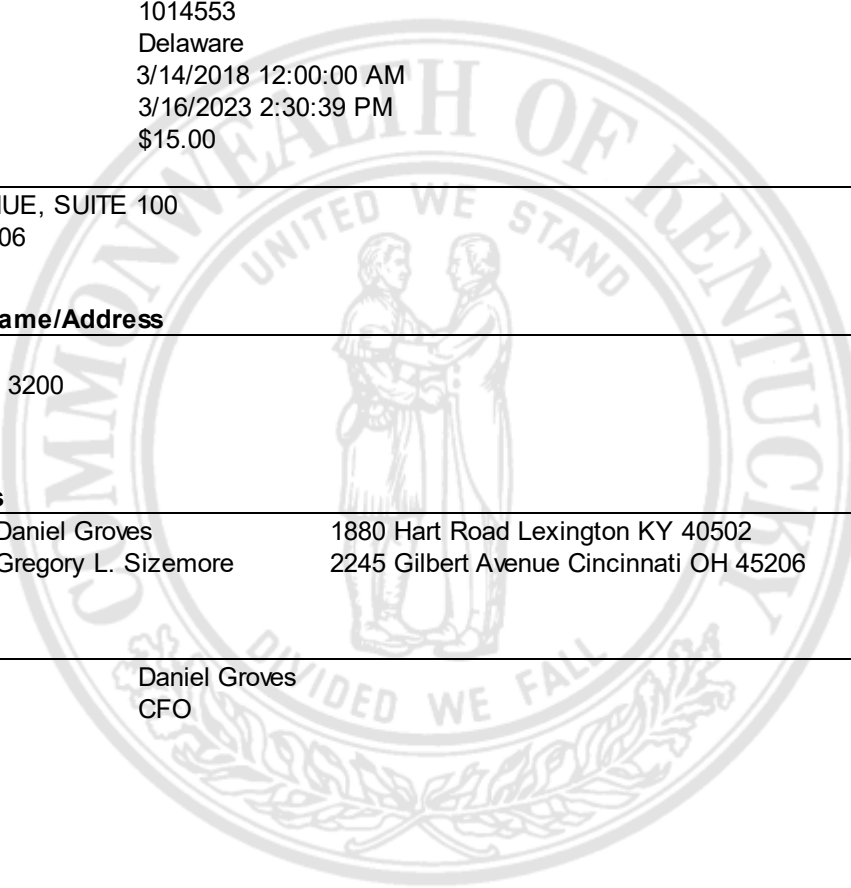 1014553
Delaware
3/14/2018 12:00:00 AM
3/16/2023 2:30:39 PM
$15.00
UE, SUITE 100
06
ame/Address
3200
s
Daniel Groves 1880 Hart Road Lexington KY 40502
Gregory L. Sizemore 2245 Gilbert Avenue Cincinnati OH 45206
Daniel Groves
CFO
COMMONWEALTH OF KENTUCKY
UNITED WE STAND
DIVIDED WE FALL